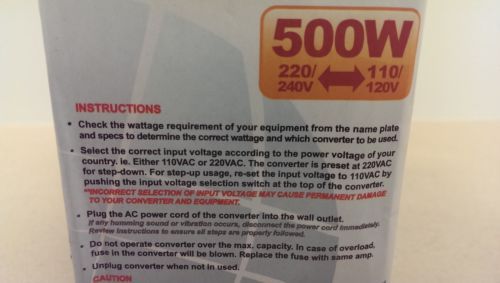 500W
220/ 110/
240V 120V
INSTRUCTIONS
• Check the wattage requirement of your equipment from the name plate
and specs to determine the correct wattage and which converter to be used.
• Select the correct input voltage according to the power voltage of your
country. ie. Either 110VAC or 220VAC. The converter is preset at 220VAC
for step-down. For step-up usage, re-set the input voltage to 110VAC by
pushing the input voltage selection switch at the top of the converter.
**INCORRECT SELECTION OF INPUT VOLTAGE MAY CAUSE PERMANENT DAMAGE
TO YOUR CONVERTER AND EQUIPMENT.
• Plug the AC power cord of the converter into the wall outlet.
If any humming sound or vibration occurs, disconnect the power cord immediately.
Review instructions to ensure all steps are properly followed.
• Do not operate converter over the max. capacity. In case of overload,
fuse in the converter will be blown. Replace the fuse with same amp.
• Unplug converter when not in used.
CAUTION